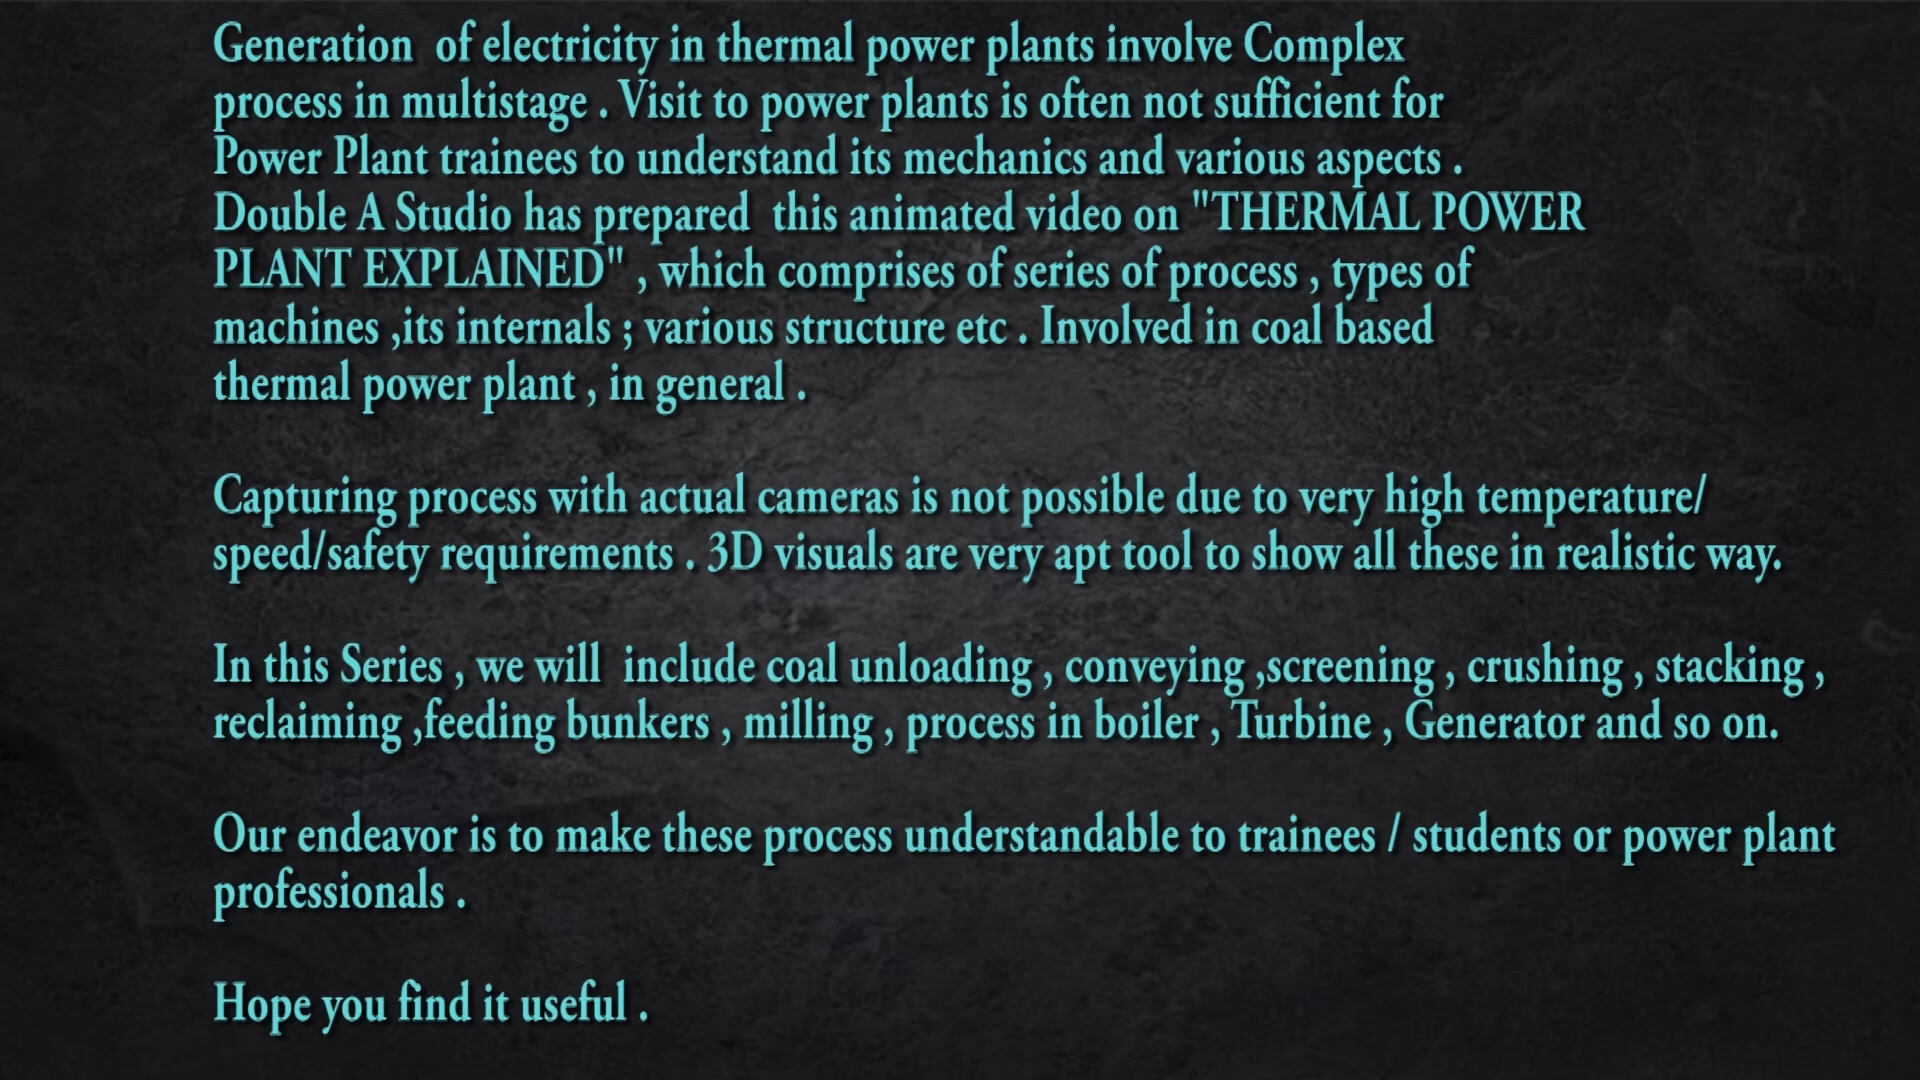 Generation  of electricity in thermal power plants involve Complex
process in multistage . Visit to power plants is often not sufficient for
Power Plant trainees to understand its mechanics and various aspects .
Double A Studio has prepared  this animated video on "THERMAL POWER
PLANT EXPLAINED" , which comprises of series of process , types of
machines ,its internals ; various structure etc . Involved in coal based
thermal power plant , in general .
Capturing process with actual cameras is not possible due to very high temperature/
speed/safety requirements . 3D visuals are very apt tool to show all these in realistic way.
In this Series , we will  include coal unloading , conveying ,screening , crushing , stacking ,
reclaiming ,feeding bunkers , milling , process in boiler , Turbine , Generator and so on.
Our endeavor is to make these process understandable to trainees / students or power plant
professionals .
Hope you find it useful .